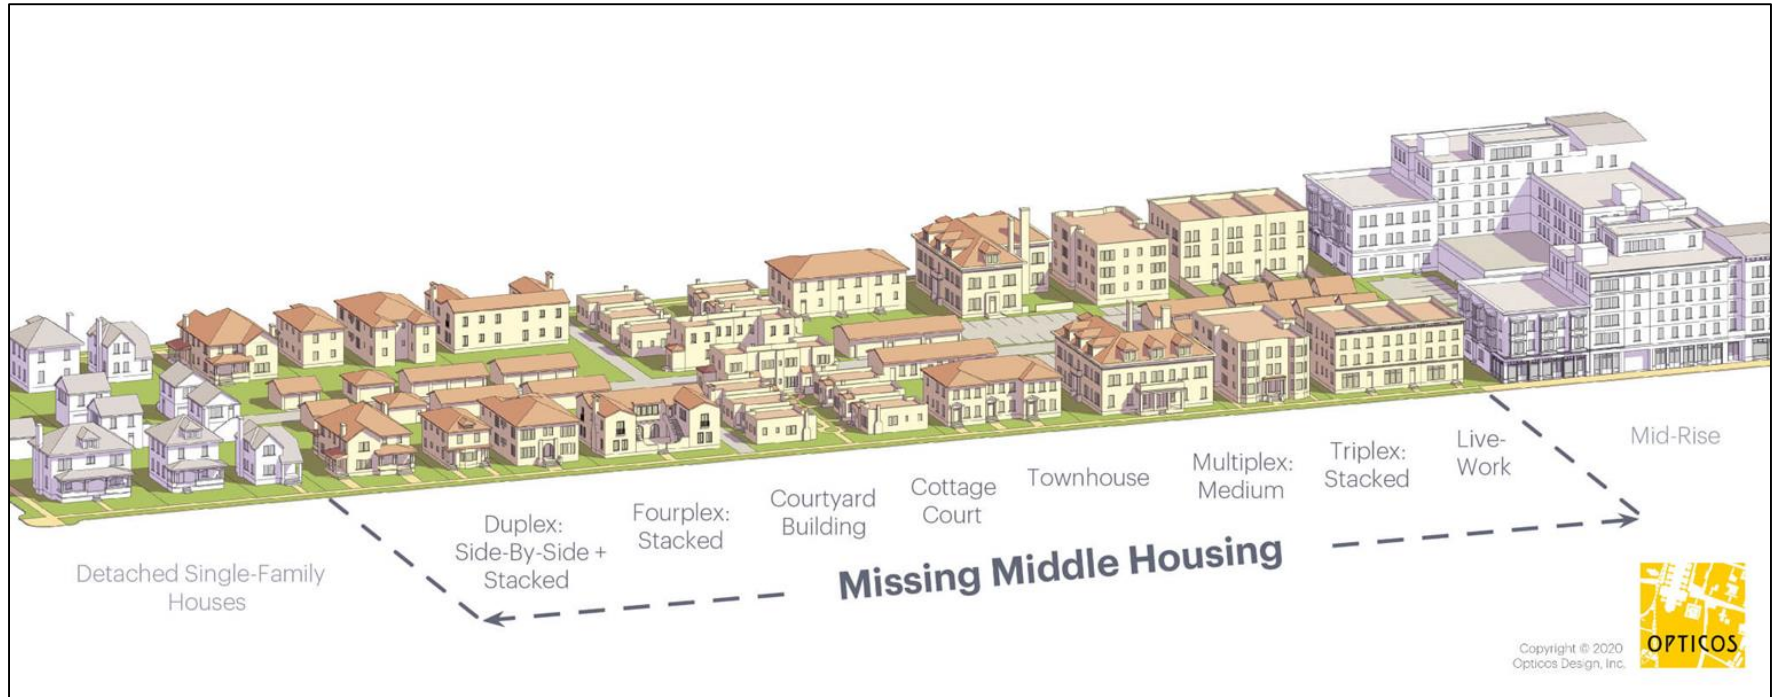 Detached Single-Family
Houses
Duplex:
Side-By-Side +
Stacked
Fourplex:
Stacked
Courtyard
Building
Cottage
Court
Townhouse
Multiplex:
Medium
Triplex:
Stacked
Live-
Work
Mid-Rise
Missing Middle Housing
Copyright © 2020
Opticos Design, Inc.
OPTICOS